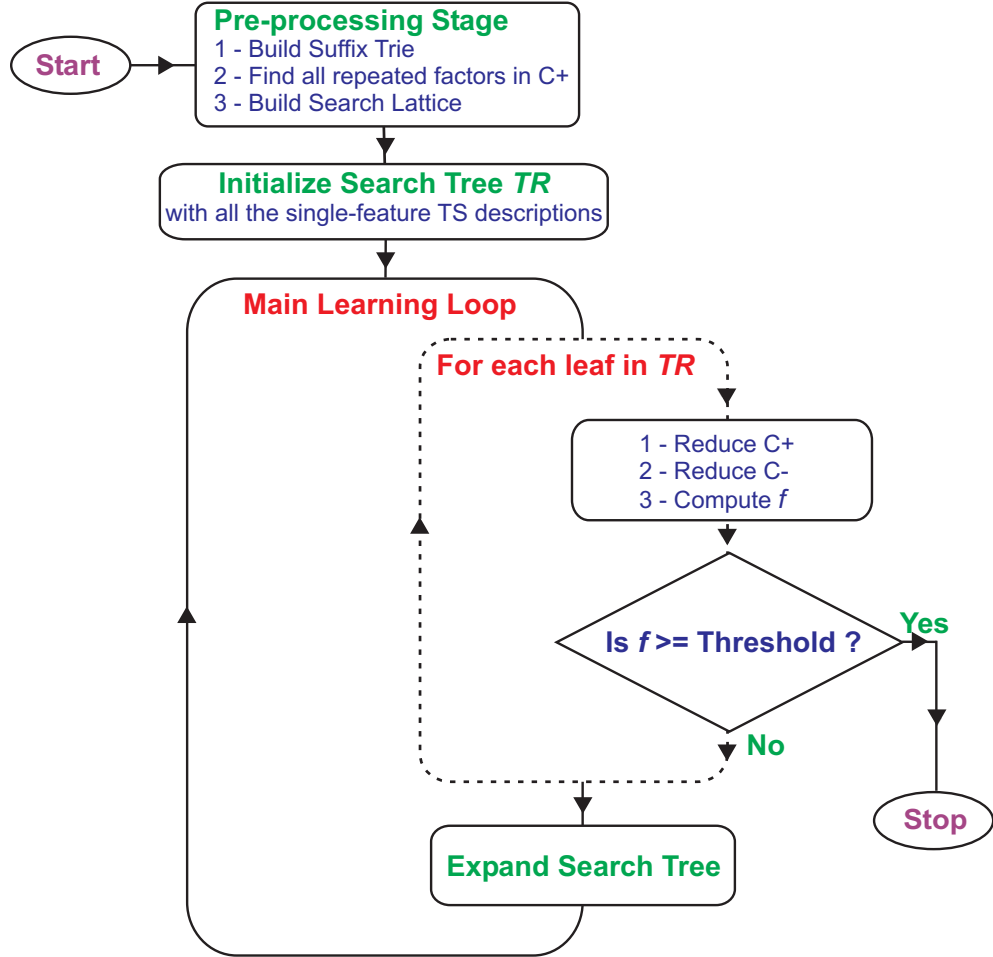 Start
Pre-processing Stage
1 - Build Suffix Trie
2 - Find all repeated factors in C+
3 - Build Search Lattice
Initialize Search Tree TR
with all the single-feature TS descriptions
Main Learning Loop
For each leaf in TR
1 - Reduce C+
2 - Reduce C-
3 - Compute f
Is f >= Threshold ?
Yes
No
Stop
Expand Search Tree